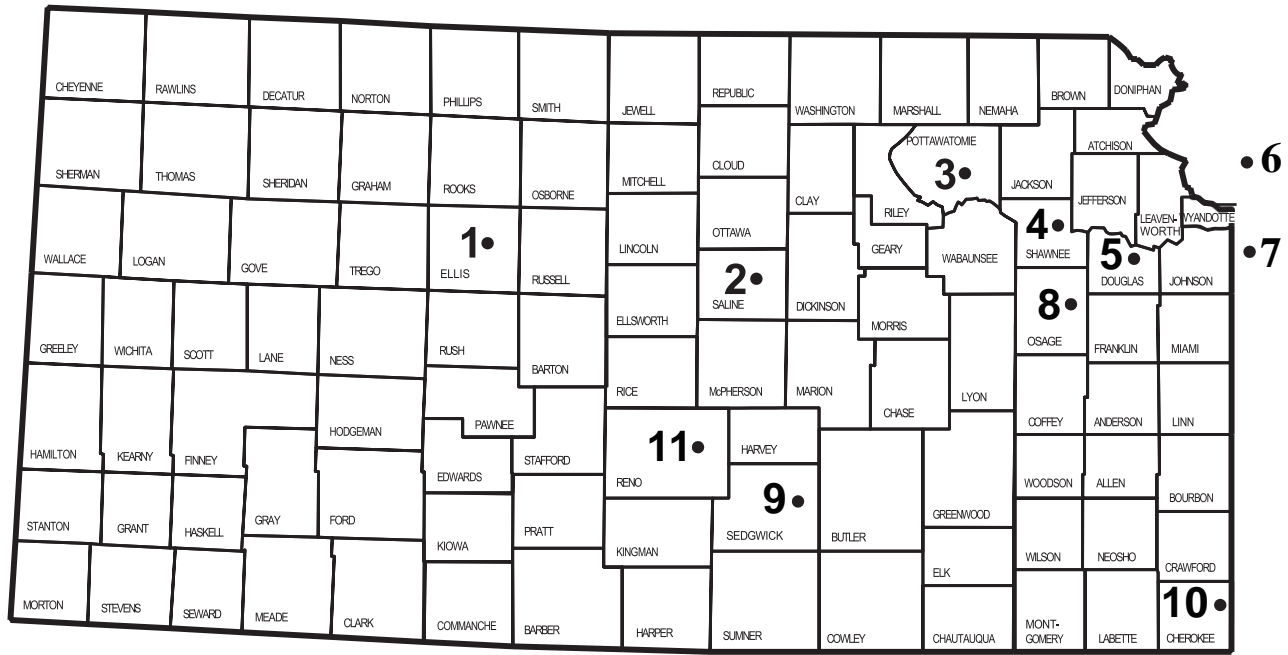 CHEYENNE
RAWLINS
DECATUR
NORTON
PHILLIPS
SMITH
JEWELL
REPUBLIC
WASHINGTON
MARSHALL
NEMAHA
BROWN
DONIPHAN
SHERMAN
THOMAS
SHERIDAN
GRAHAM
ROOKS
OSBORNE
MITCHELL
CLOUD
CLAY
RILEY
POTTAWATOMIE
3
JACKSON
ATCHISON
JEFFERSON
LEAVEN-
WORTH
WYANDOTTE
6
WALLACE
LOGAN
GOVE
TREGO
1
ELLIS
RUSSELL
LINCOLN
OTTAWA
2
SALINE
DICKINSON
GEARY
WABAUNSEE
4
SHAWNEE
5
DOUGLAS
JOHNSON
7
GREELEY
WICHITA
SCOTT
LANE
NESS
RUSH
BARTON
ELLSWORTH
RICE
McPHERSON
MARION
MORRIS
CHASE
LYON
8
OSAGE
FRANKLIN
MIAMI
HAMILTON
KEARNY
FINNEY
HODGEMAN
PAWNEE
EDWARDS
STAFFORD
11
RENO
HARVEY
9
SEDGWICK
BUTLER
GREENWOOD
COFFEY
ANDERSON
LINN
WOODSON
ALLEN
BOURBON
STANTON
GRANT
HASKELL
GRAY
FORD
KIOWA
PRATT
KINGMAN
ELK
WILSON
NEOSHO
CRAWFORD
MORTON
STEVENS
SEWARD
MEADE
CLARK
COMMANCHE
BARBER
HARPER
SUMNER
COWLEY
CHAUTAUQUA
MONT-
GOMERY
LABETTE
10
CHEROKEE